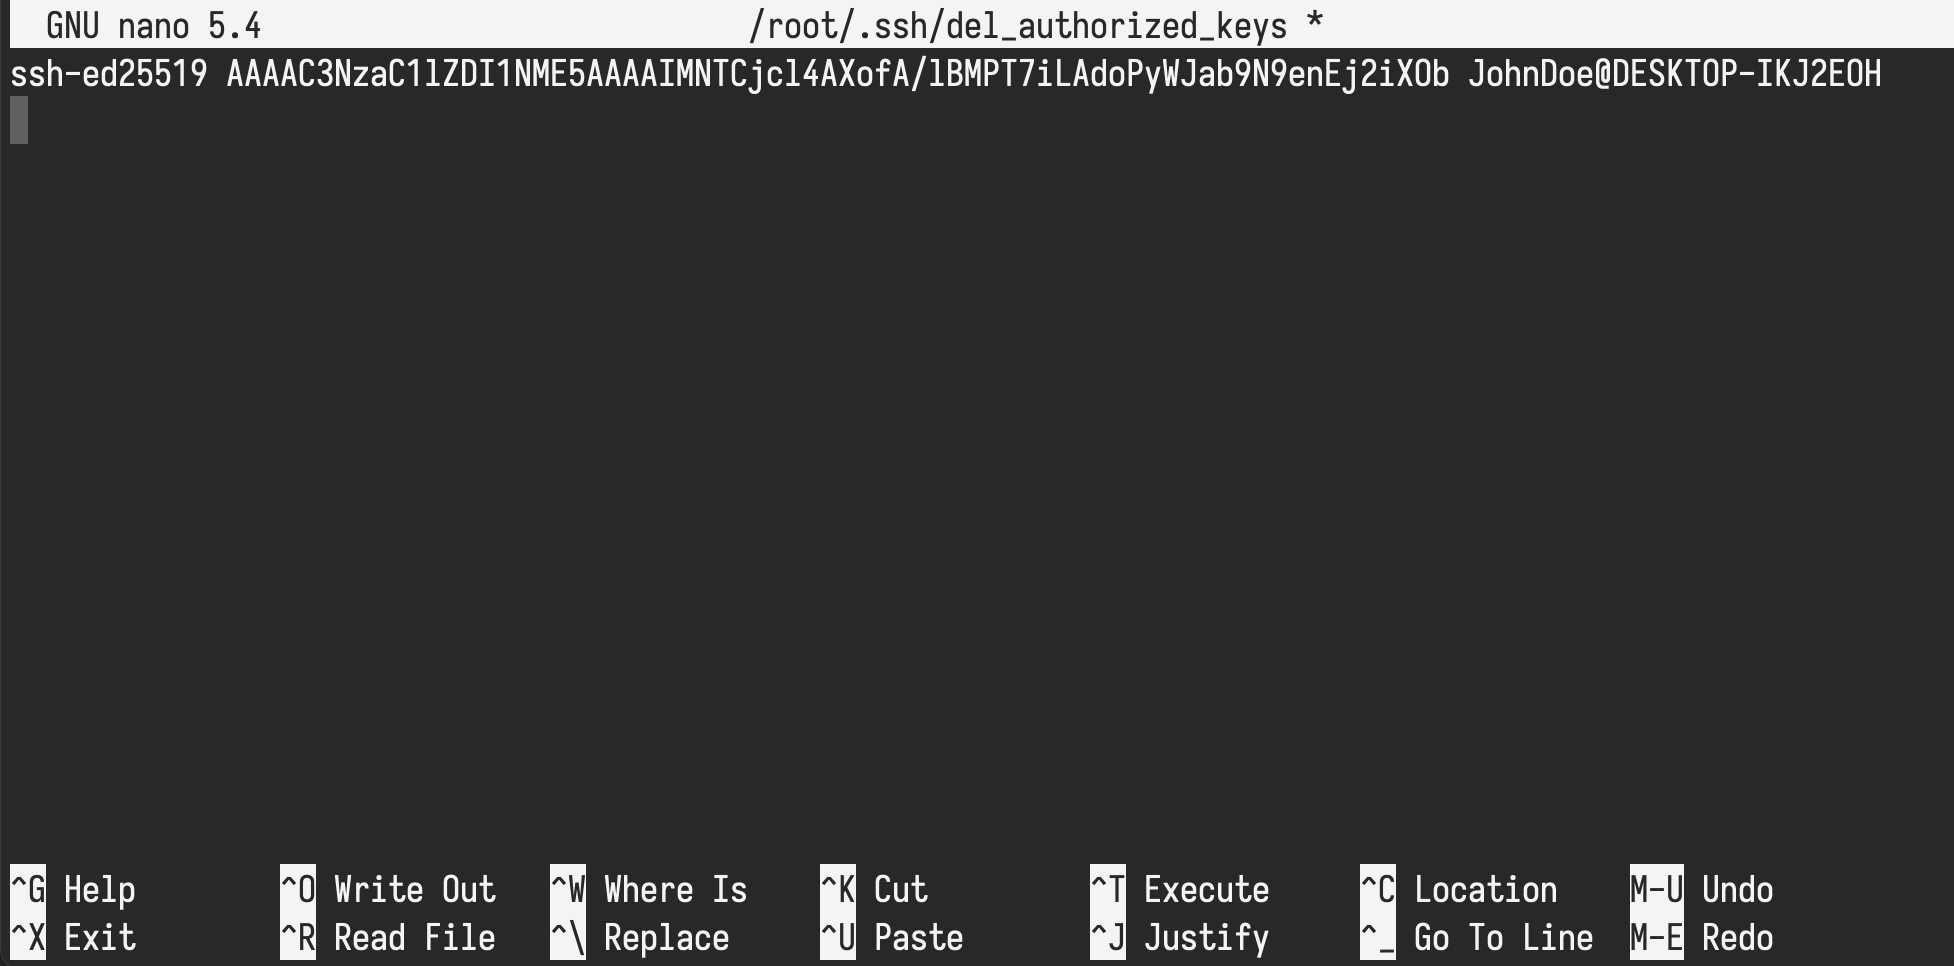 GNU nano 5.4 /root/.ssh/del_authorized_keys *
ssh-ed25519 AAAAC3NzaC1lZDI1NME5AAAAIMNTCjcl4AXofA/lBMPT7iLAdoPyWJab9N9enEj2iXOb JohnDoe@DESKTOP-IKJ2EOH
^G Help ^O Write Out ^W Where Is ^K Cut ^T Execute ^C Location M-U Undo
^X Exit ^R Read File ^\ Replace ^U Paste ^J Justify ^_ Go To Line M-E Redo